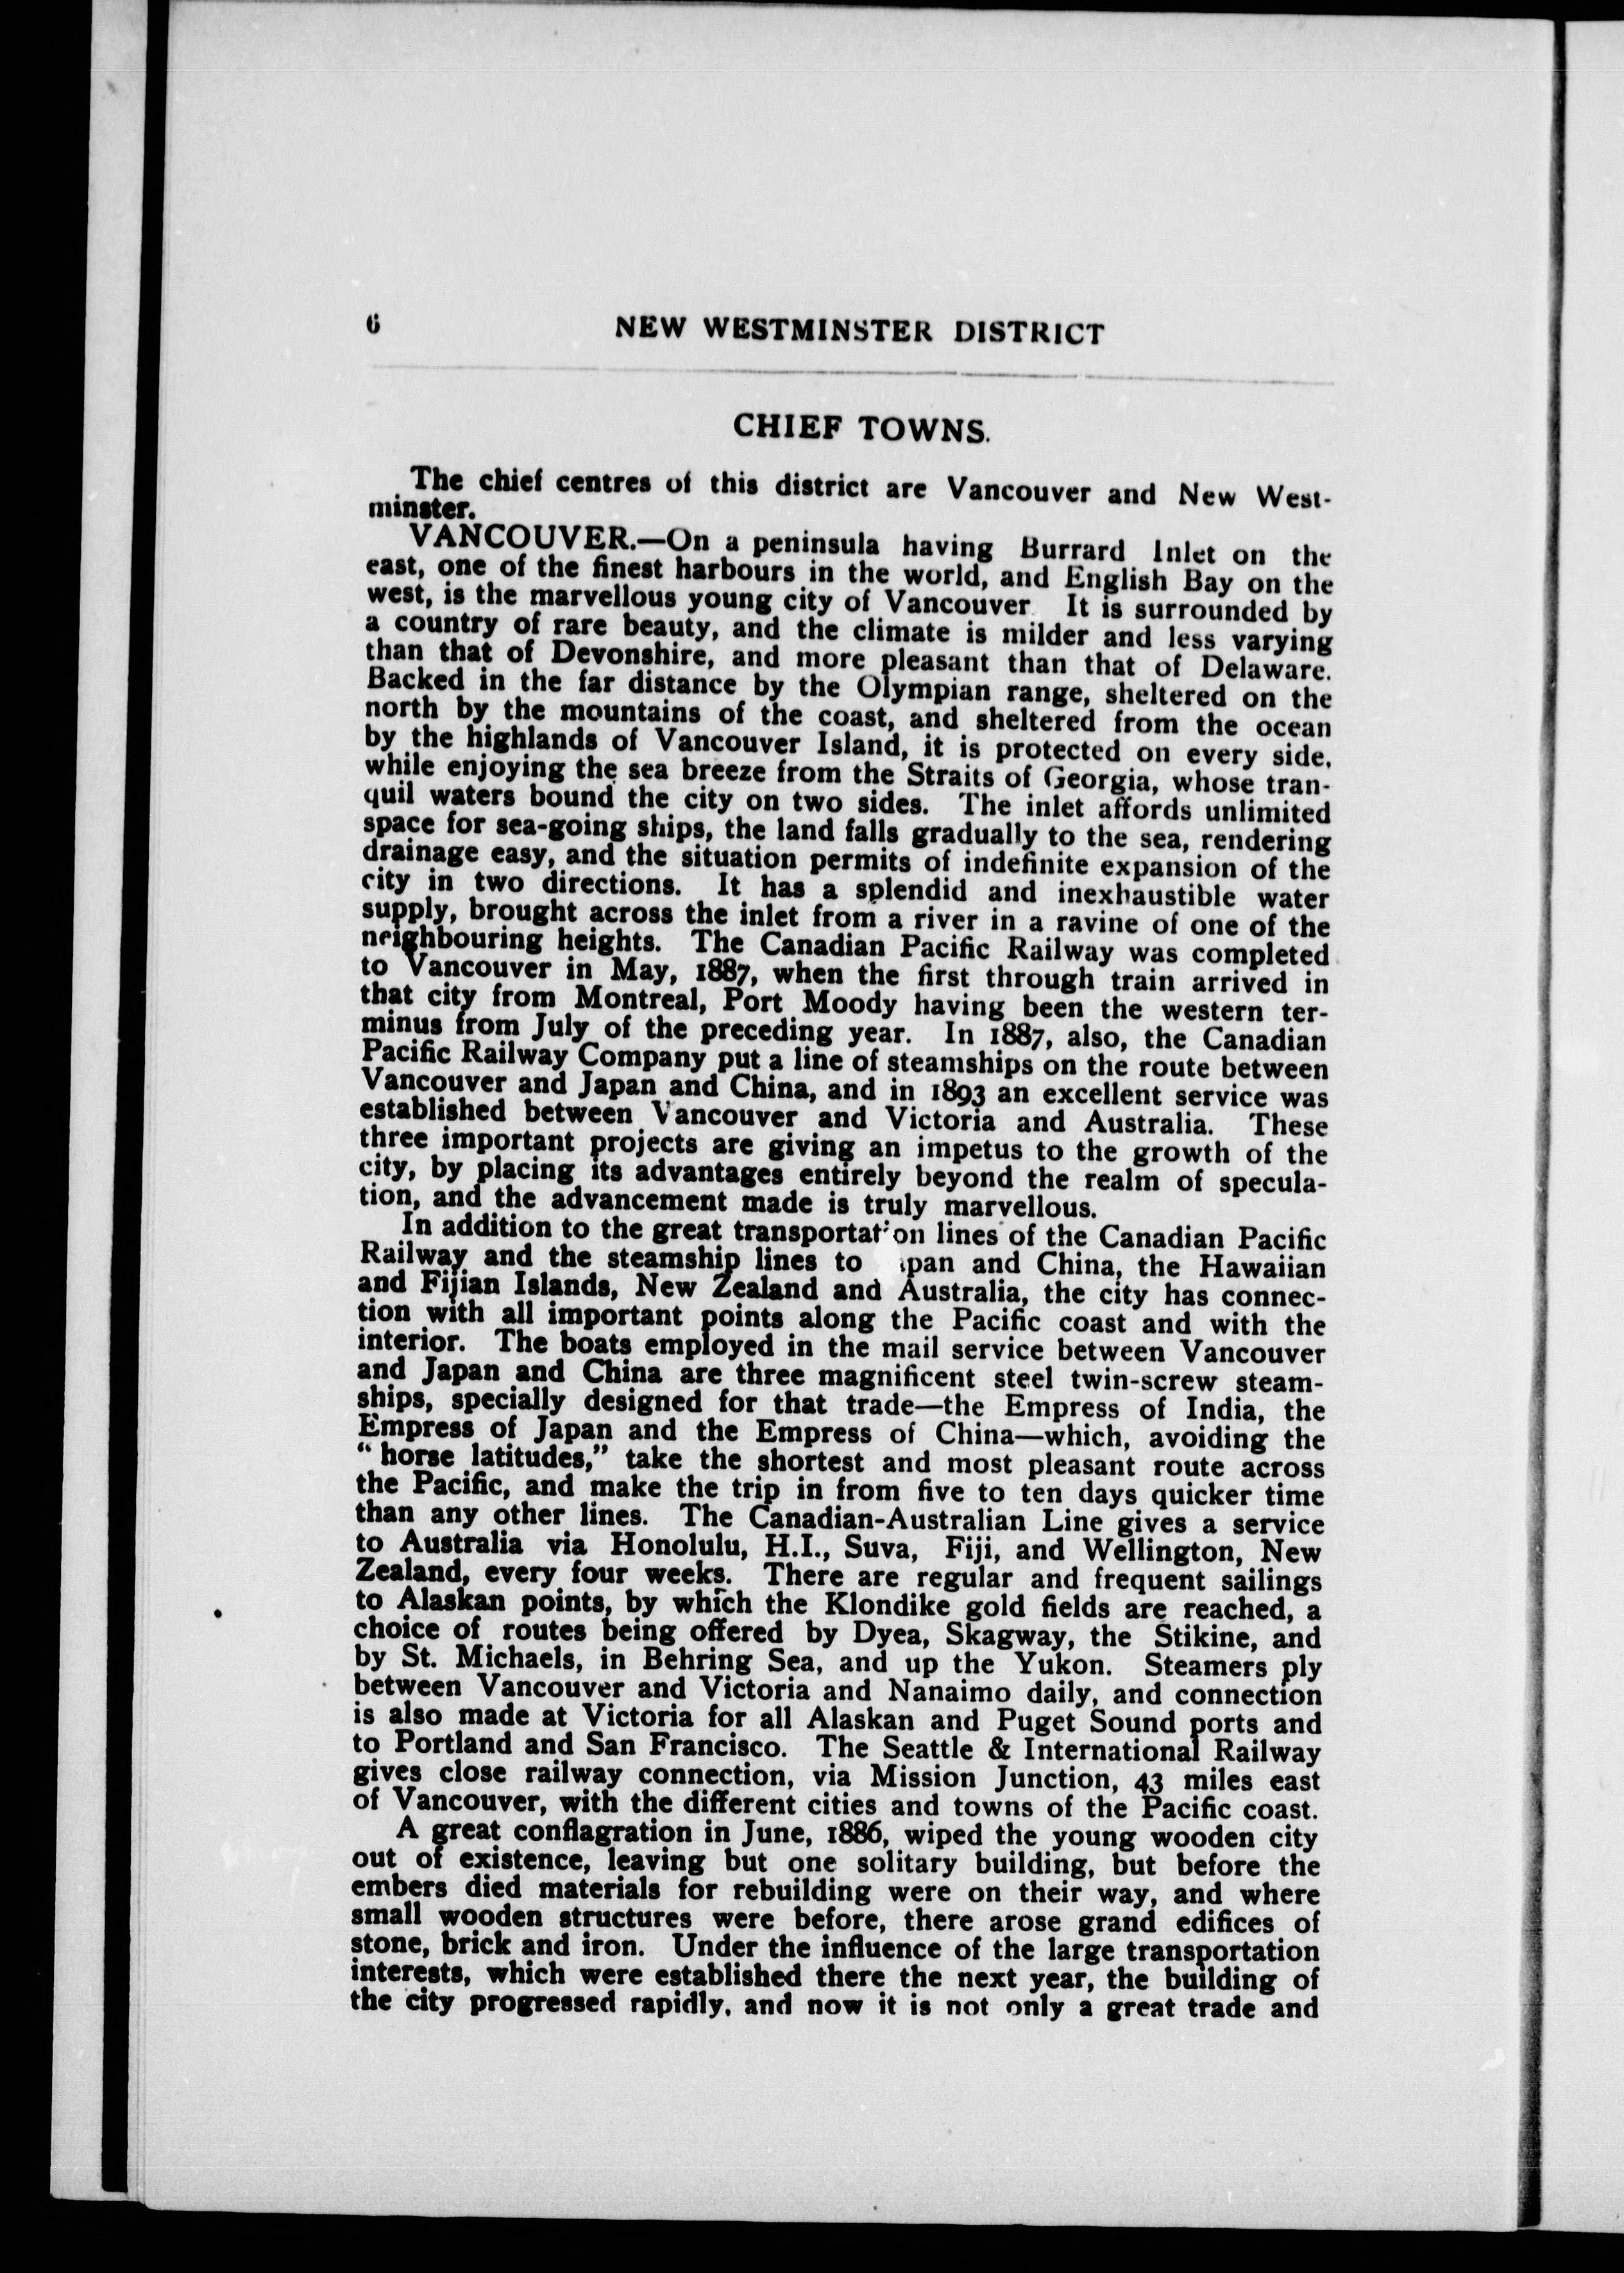 6 NEW WESTMINSTER DISTRICT
CHIEF TOWNS.
The chief centres of this district are Vancouver and New West-
minster.
VANCOUVER.—On a peninsula having Burrard Inlet on the
east, one of the finest harbours in the world, and English Bay on the
west, is the marvellous young city of Vancouver It is surrounded by
a country of rare beauty, and the climate is milder and less varying
than that of Devonshire, and more pleasant than that of Delaware.
Backed in the far distance by the Olympian range, sheltered on the
north by the mountains of the coast, and sheltered from the ocean
by the highlands of Vancouver Island, it is protected on every side,
while enjoying the sea breeze from the Straits of Georgia, whose tran-
quil waters bound the city on two sides. The inlet affords unlimited
space for sea-going ships, the land falls gradually to the sea, rendering
drainage easy, and the situation permits of indefinite expansion of the
city in two directions. It has a splendid and inexhaustible water
supply, brought across the inlet from a river in a ravine of one of the
neighbouring heights. The Canadian Pacific Railway was completed
to Vancouver in May, 1887, when the first through train arrived in
that city from Montreal, Port Moody having been the western ter-
minus from July of the preceding year. In 1887, also, the Canadian
Pacific Railway Company put a line of steamships on the route between
Vancouver and Japan and China, and in 1893 an excellent service was
established between Vancouver and Victoria and Australia. These
three important projects are giving an impetus to the growth of the
city, by placing its advantages entirely beyond the realm of specula-
tion, and the advancement made is truly marvellous.
In addition to the great transportation lines of the Canadian Pacific
Railway and the steamship lines to apan and China, the Hawaiian
and Fijian Islands, New Zealand and Australia, the city has connec-
tion with all important points along the Pacific coast and with the
interior. The boats employed in the mail service between Vancouver
and Japan and China are three magnificent steel twin-screw steam-
ships, specially designed for that trade—the Empress of India, the
Empress of Japan and the Empress of China—which, avoiding the
“ horse latitudes,” take the shortest and most pleasant route across
the Pacific, and make the trip in from five to ten days quicker time
than any other lines. The Canadian-Australian Line gives a service
to Australia via Honolulu, H.I., Suva, Fiji, and Wellington, New
Zealand, every four weeks. There are regular and frequent sailings
to Alaskan points, by which the Klondike gold fields are reached, a
choice of routes being offered by Dyea, Skagway, the Stikine, and
by St. Michaels, in Behring Sea, and up the Yukon. Steamers ply
between Vancouver and Victoria and Nanaimo daily, and connection
is also made at Victoria for all Alaskan and Puget Sound ports and
to Portland and San Francisco. The Seattle & International Railway
gives close railway connection, via Mission Junction, 43 miles east
of Vancouver, with the different cities and towns of the Pacific coast.
A great conflagration in June, 1886, wiped the young wooden city
out of existence, leaving but one solitary building, but before the
embers died materials for rebuilding were on their way, and where
small wooden structures were before, there arose grand edifices of
stone, brick and iron. Under the influence of the large transportation
interests, which were established there the next year, the building of
the city progressed rapidly, and now it is not only a great trade and